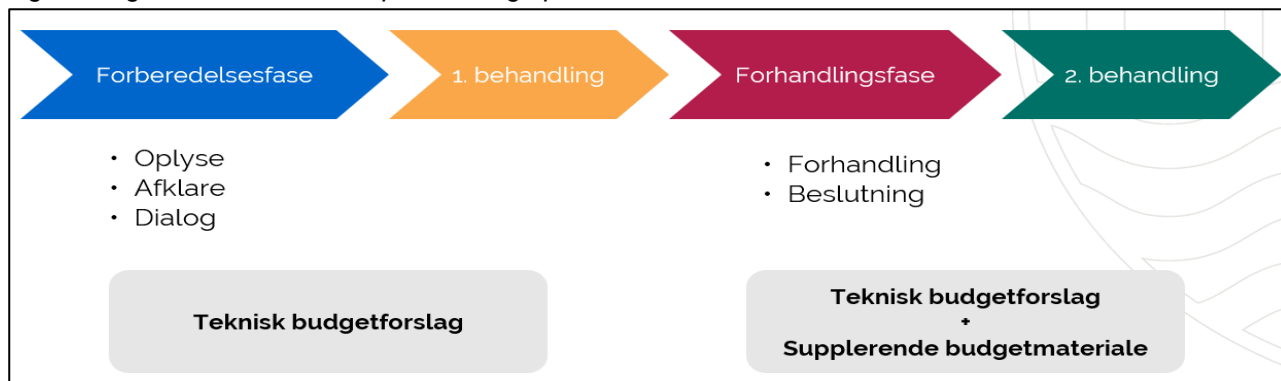 Forberedelsesfase
1. behandling
Forhandlingsfase
2. behandling
• Oplyse
• Afklare
• Dialog
• Forhandling
• Beslutning
Teknisk budgetforslag
Teknisk budgetforslag
+
Supplerende budgetmateriale